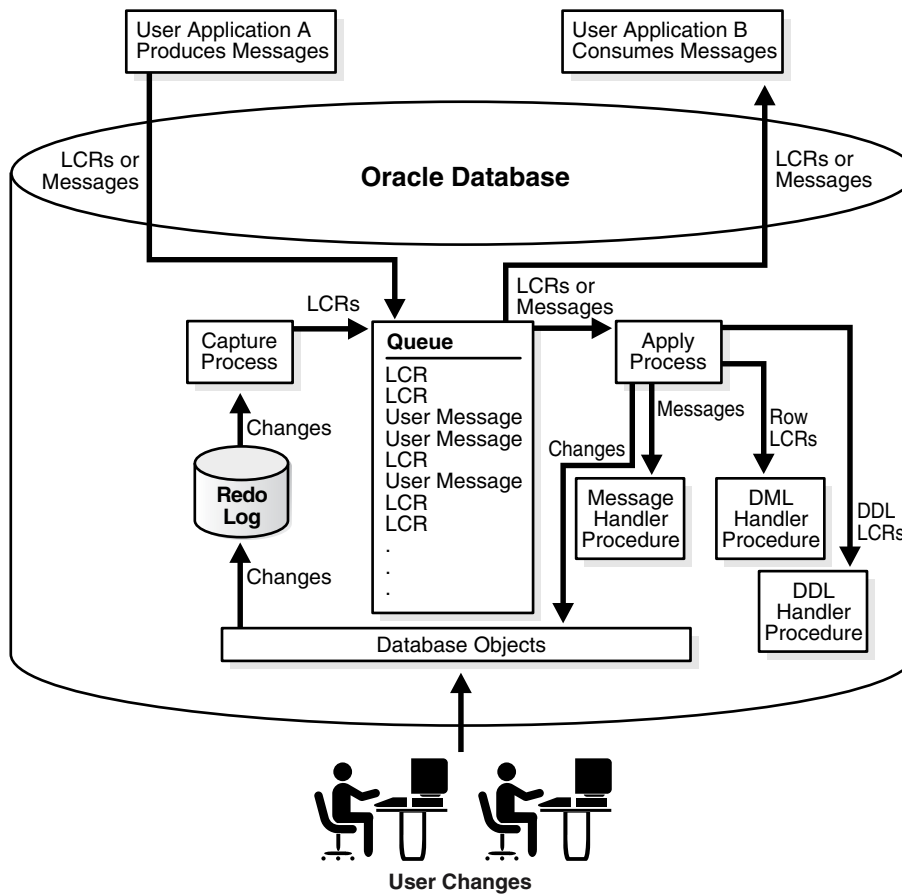 User Application A
Produces Messages
User Application B
Consumes Messages
LCRs or
Messages
Oracle Database
LCRs or
Messages
LCRs
LCRs or
Messages
Capture
Process
Queue
LCR
LCR
User Message
User Message
LCR
User Message
LCR
LCR
.
.
.
Apply
Process
Changes
Messages
Row
LCRs
Changes
Redo
Log
Message
Handler
Procedure
DML
Handler
Procedure
DDL
LCRs
Changes
DDL
Handler
Procedure
Database Objects
User Changes